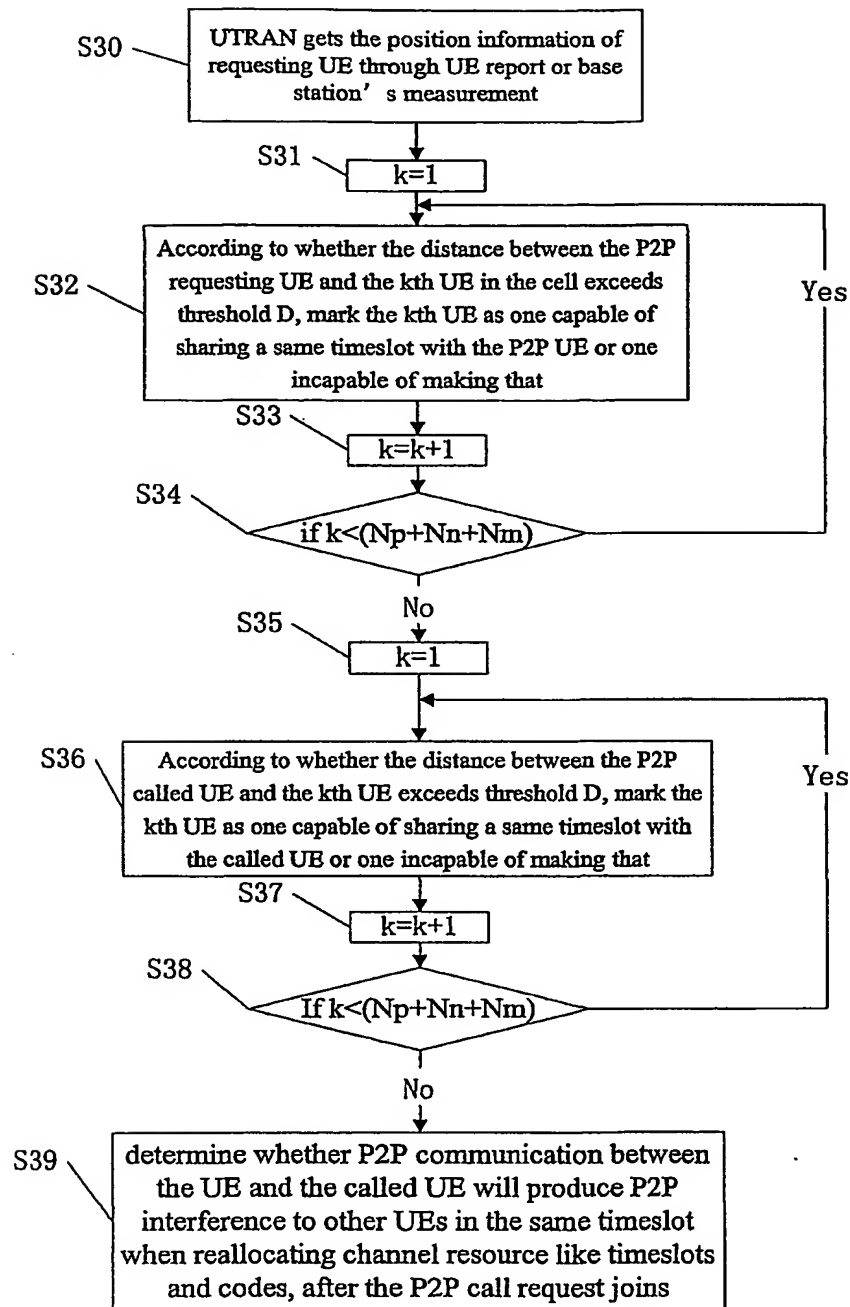 S30
UTRAN gets the position information of
requesting UE through UE report or base
station's measurement
S31
k=1
S32
According to whether the distance between the P2P
requesting UE and the kth UE in the cell exceeds
threshold D, mark the kth UE as one capable of
sharing a same timeslot with the P2P UE or one
incapable of making that
Yes
S33
k=k+1
S34
if k<(Np+Nn+Nm)
No
S35
k=1
S36
According to whether the distance between the P2P
called UE and the kth UE exceeds threshold D, mark the
kth UE as one capable of sharing a same timeslot with
the called UE or one incapable of making that
Yes
S37
k=k+1
S38
If k<(Np+Nn+Nm)
No
S39
determine whether P2P communication between
the UE and the called UE will produce P2P
interference to other UEs in the same timeslot
when reallocating channel resource like timeslots
and codes, after the P2P call request joins